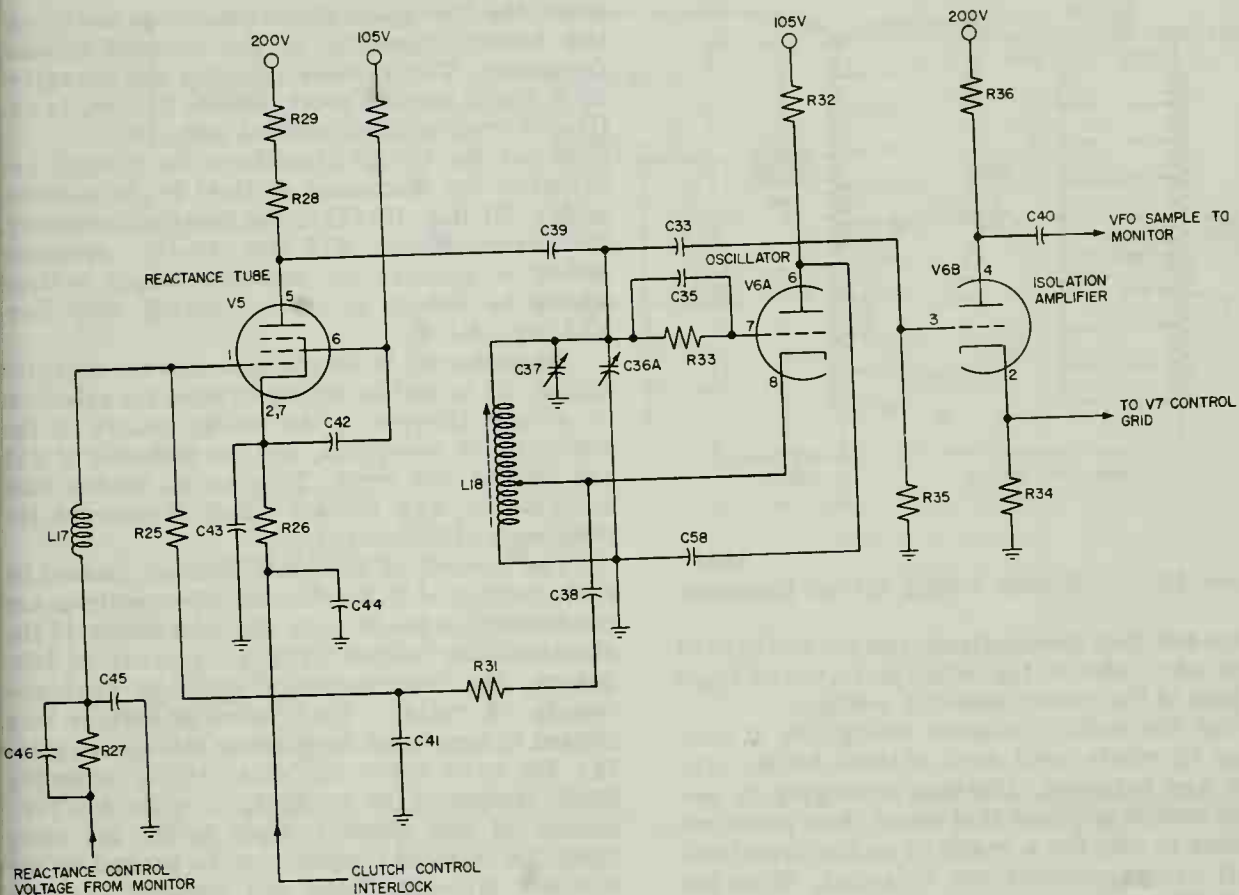 200V
105V
105V
200V
R29
R32
R36
R28
C39
C33
C40
VFO SAMPLE TO
MONITOR
REACTANCE TUBE
OSCILLATOR
V5
5
C35
V6A
6
V6B
4
ISOLATION
AMPLIFIER
1
6
7
3
R33
C37
C36A
8
2
2,7
C42
TO V7 CONTROL
GRID
L18
R35
R34
L17
R25
C43
R26
C58
C44
C38
R31
C45
C46
R27
C41
REACTANCE CONTROL
VOLTAGE FROM MONITOR
CLUTCH CONTROL
INTERLOCK